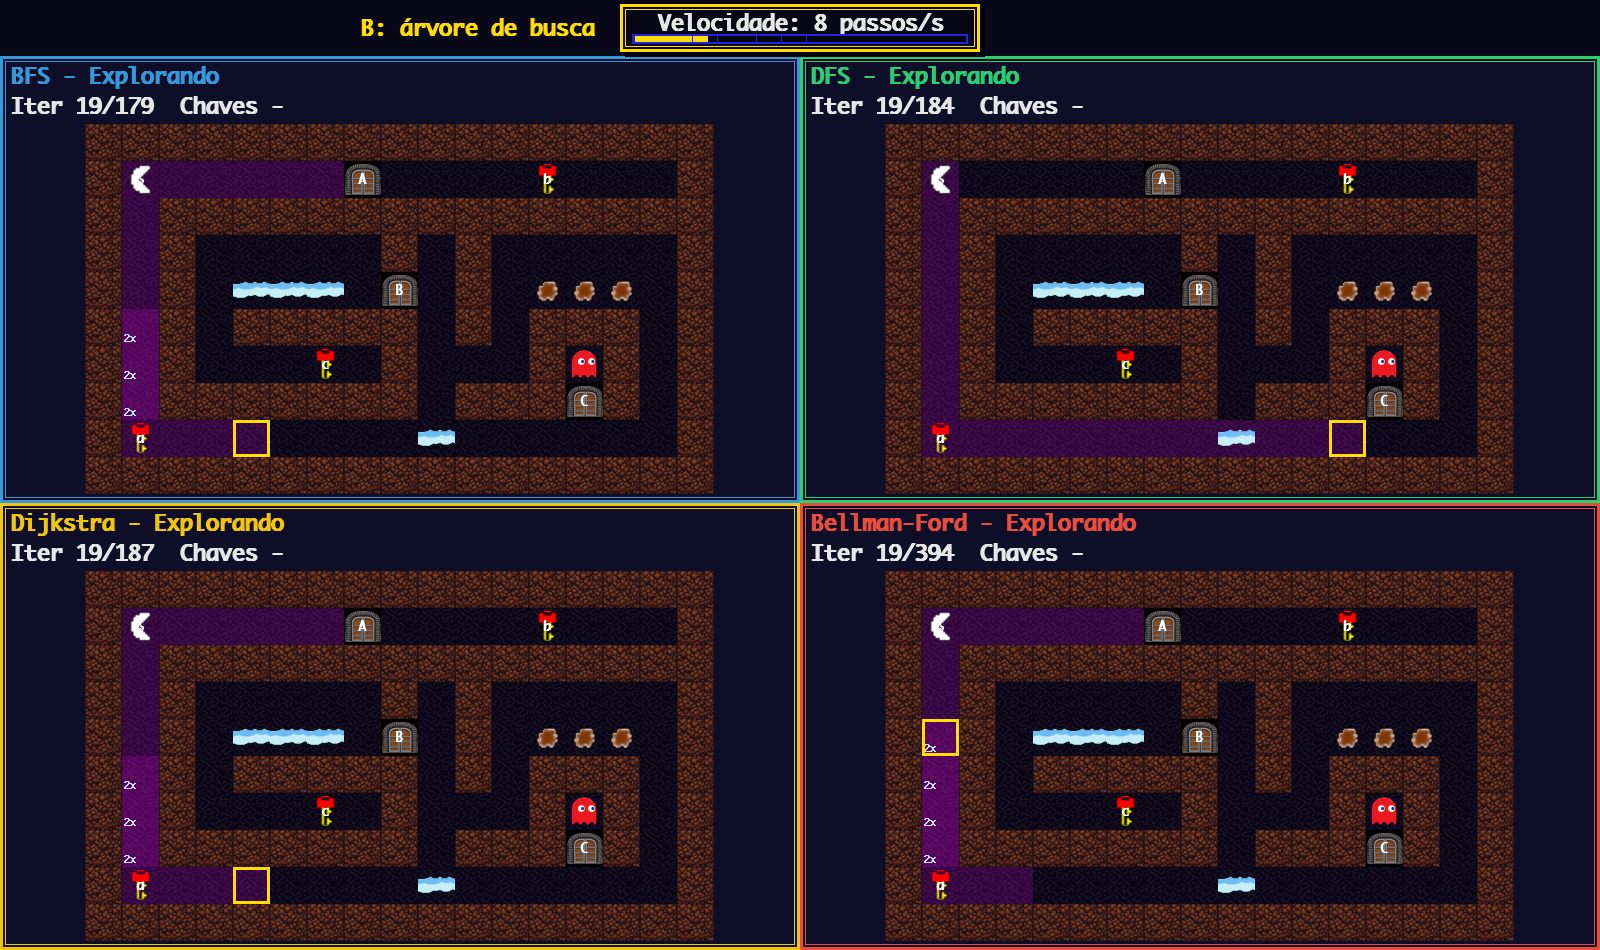 B: árvore de busca
Velocidade: 8 passos/s
BFS - Explorando
Iter 19/179 Chaves -
A
b
B
2x
c
2x
2x
C
a
DFS - Explorando
Iter 19/184 Chaves -
A
b
B
c
C
a
Dijkstra - Explorando
Iter 19/187 Chaves -
A
b
B
2x
c
2x
2x
C
a
Bellman-Ford - Explorando
Iter 19/394 Chaves -
A
b
B
2x
2x
c
2x
2x
C
a